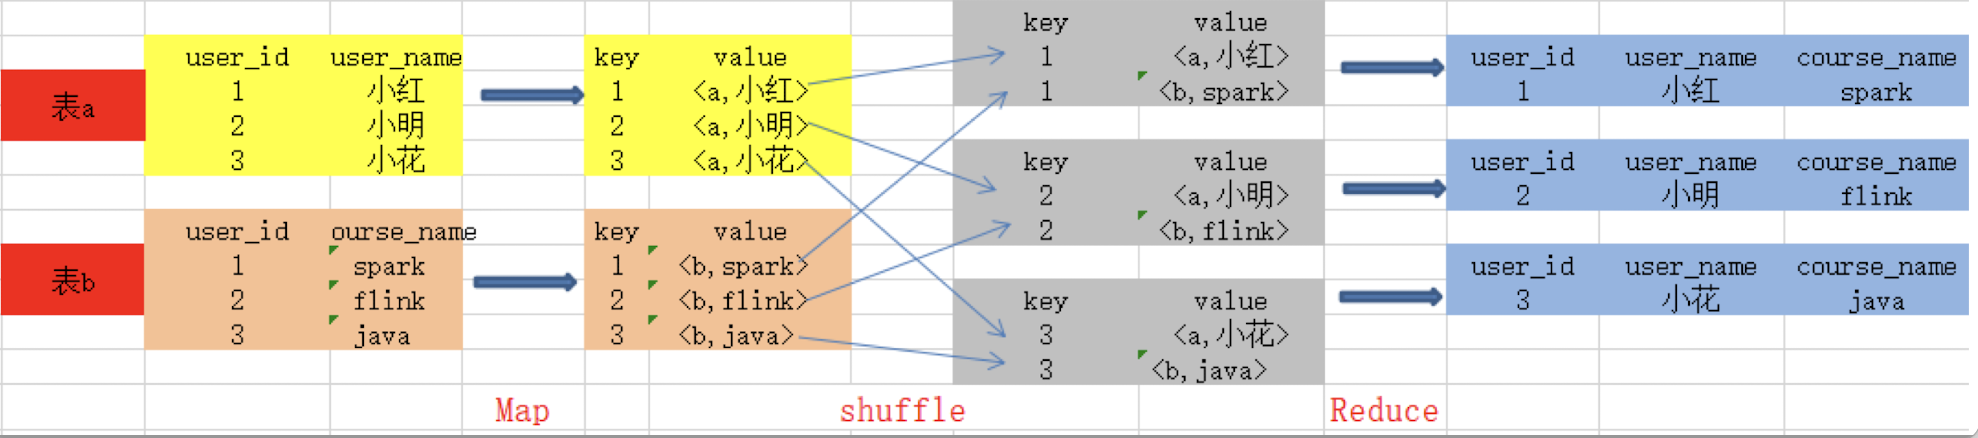 表a
user_id user_name
1 小红
2 小明
3 小花
表b
user_id ourse_name
1 spark
2 flink
3 java
key value
1 <a,小红>
2 <a,小明>
3 <a,小花>
key value
1 <b,spark>
2 <b,flink>
3 <b,java>
key value
1 <a,小红>
1 <b,spark>
key value
2 <a,小明>
2 <b,flink>
key value
3 <a,小花>
3 <b,java>
user_id user_name course_name
1 小红 spark
user_id user_name course_name
2 小明 flink
user_id user_name course_name
3 小花 java
Map
shuffle
Reduce